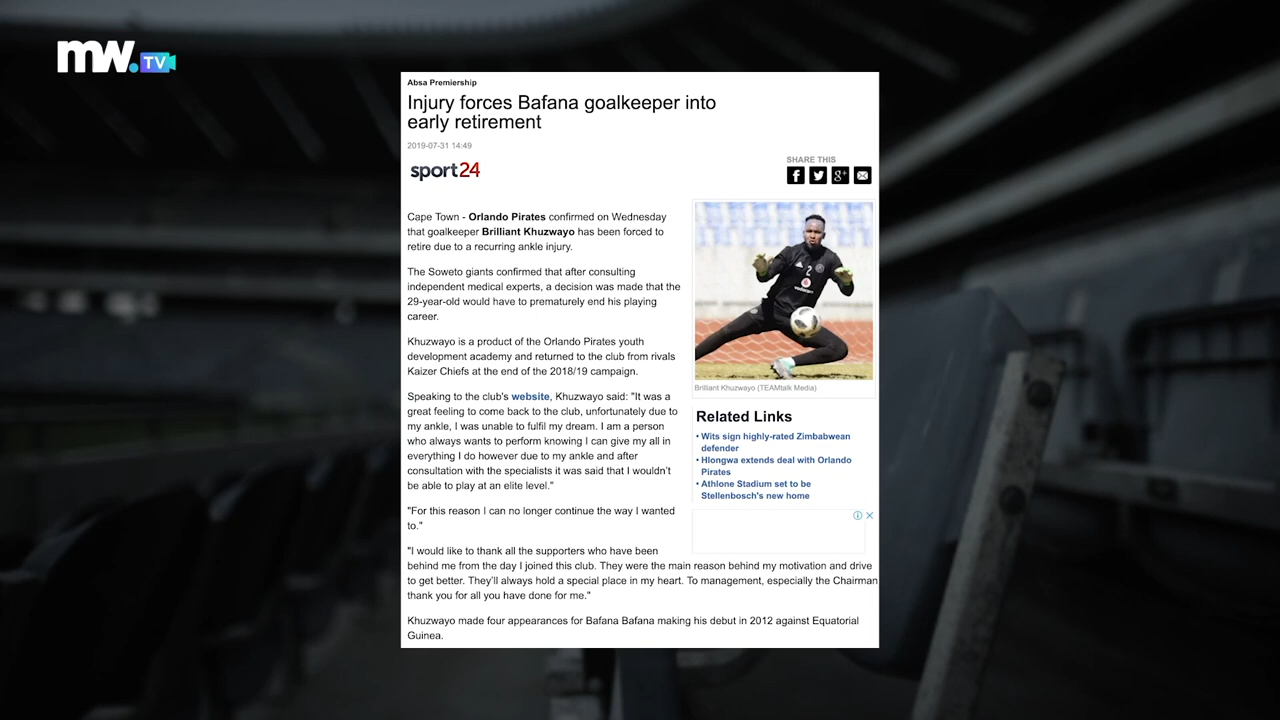 mw.TV
Absa Premiership
Injury forces Bafana goalkeeper into
early retirement
2019-07-31 14:49
sport24
SHARE THIS
Cape Town - Orlando Pirates confirmed on Wednesday
that goalkeeper Brilliant Khuzwayo has been forced to
retire due to a recurring ankle injury.
The Soweto giants confirmed that after consulting
independent medical experts, a decision was made that the
29-year-old would have to prematurely end his playing
career.
Khuzwayo is a product of the Orlando Pirates youth
development academy and returned to the club from rivals
Kaizer Chiefs at the end of the 2018/19 campaign.
Speaking to the club's website, Khuzwayo said: "It was a
great feeling to come back to the club, unfortunately due to
my ankle, I was unable to fulfil my dream. I am a person
who always wants to perform knowing I can give my all in
everything I do however due to my ankle and after
consultation with the specialists it was said that I wouldn't
be able to play at an elite level."
"For this reason I can no longer continue the way I wanted
to."
"I would like to thank all the supporters who have been
behind me from the day I joined this club. They were the main reason behind my motivation and drive
to get better. They'll always hold a special place in my heart. To management, especially the Chairman
thank you for all you have done for me."
Khuzwayo made four appearances for Bafana Bafana making his debut in 2012 against Equatorial
Guinea.
2
vodacom
Brilliant Khuzwayo (TEAMtalk Media)
Related Links
• Wits sign highly-rated Zimbabwean
defender
• Hlongwa extends deal with Orlando
Pirates
• Athlone Stadium set to be
Stellenbosch's new home